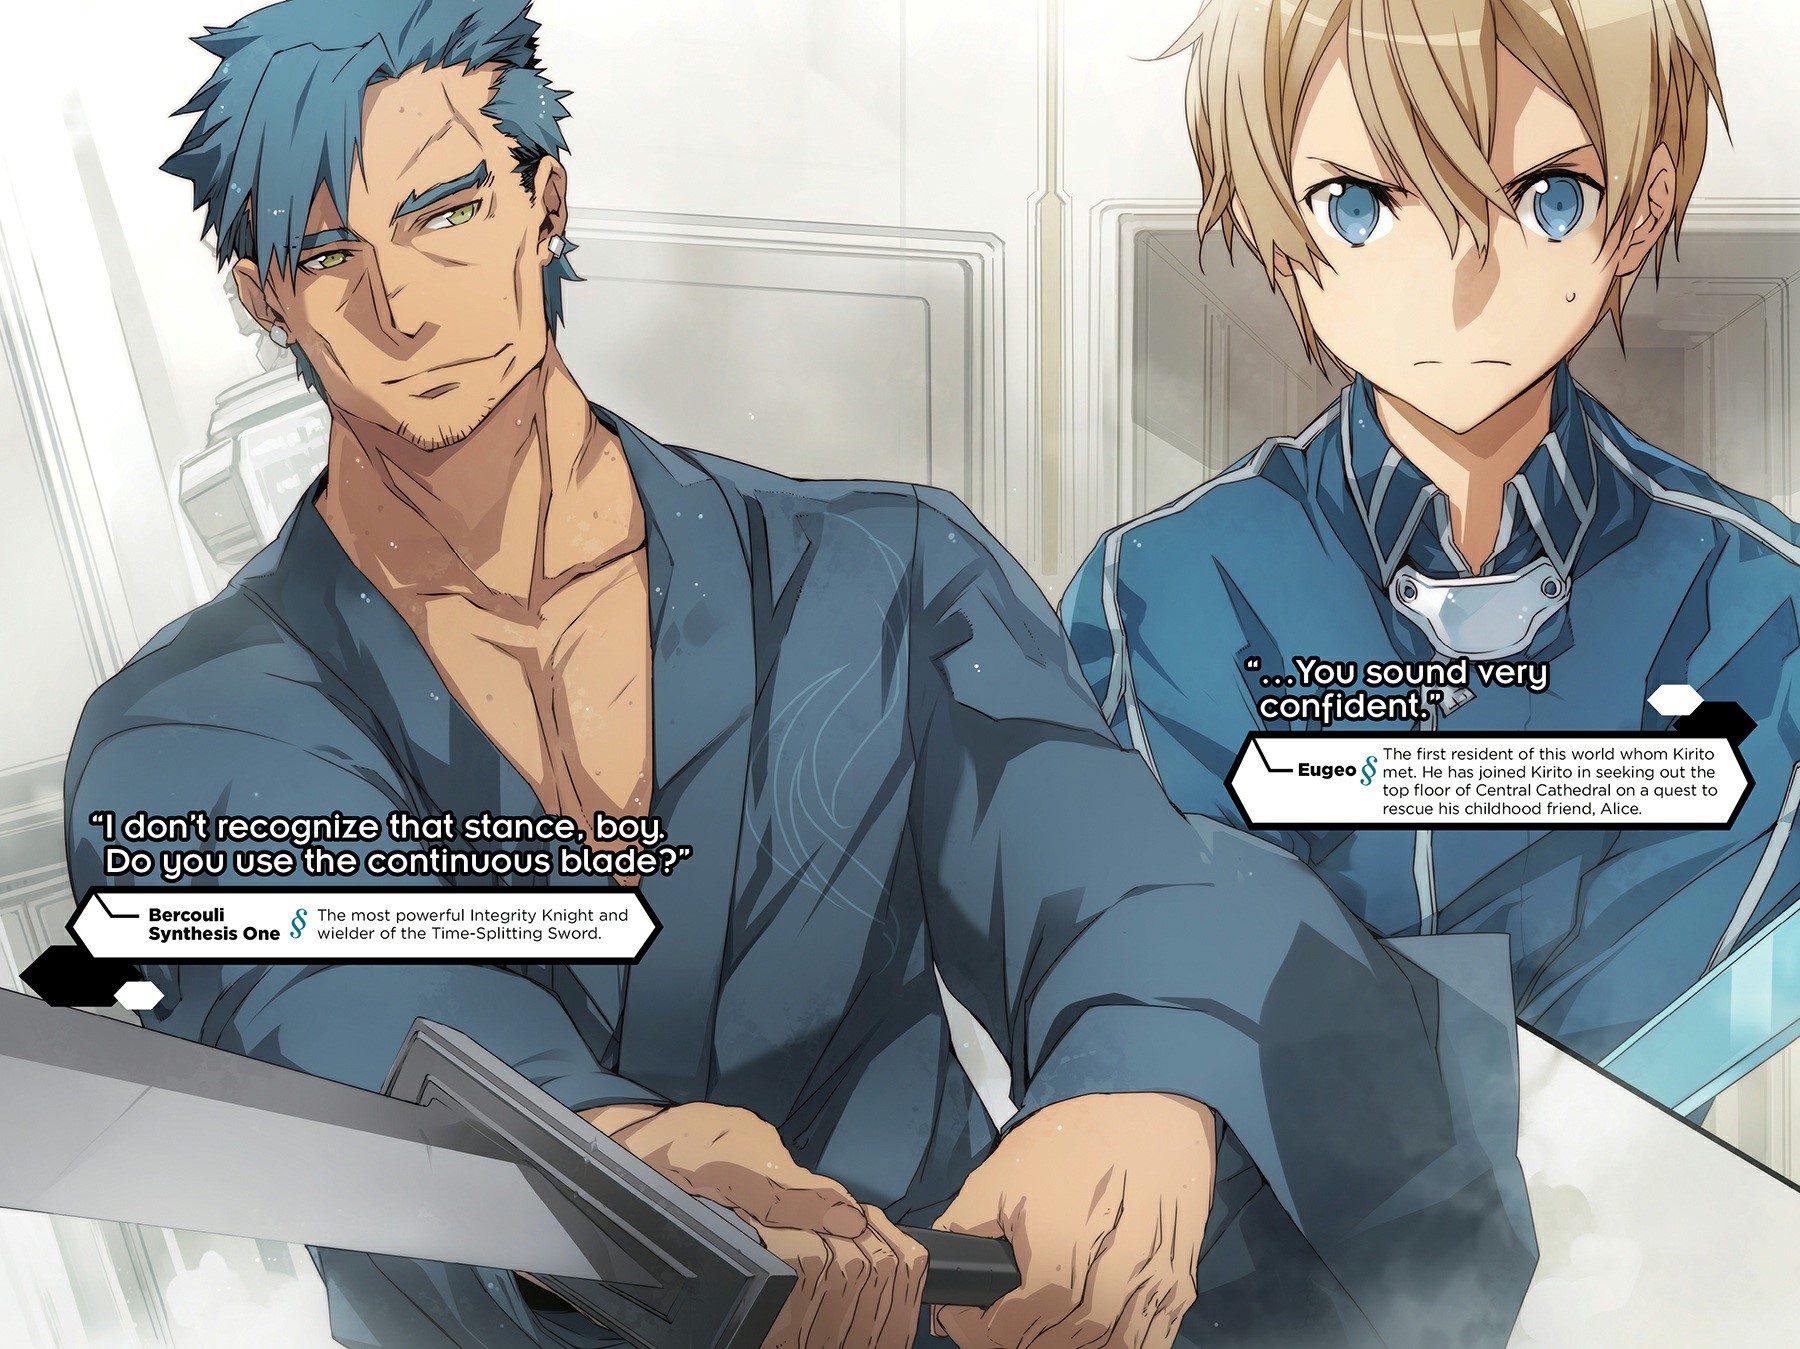 “I don’t recognize that stance, boy.
Do you use the continuous blade?”
Bercouli
Synthesis One
§
The most powerful Integrity Knight and
wielder of the Time-Splitting Sword.
“…You sound very
confident.”
Eugeo
§
The first resident of this world whom Kirito
met. He has joined Kirito in seeking out the
top floor of Central Cathedral on a quest to
rescue his childhood friend, Alice.